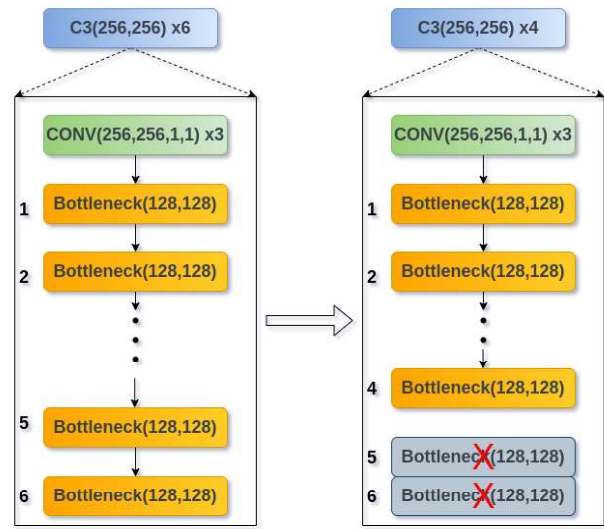 C3(256,256) x6
CONV(256,256,1,1) x3
1 Bottleneck(128,128)
2 Bottleneck(128,128)
5 Bottleneck(128,128)
6 Bottleneck(128,128)
C3(256,256) x4
CONV(256,256,1,1) x3
1 Bottleneck(128,128)
2 Bottleneck(128,128)
4 Bottleneck(128,128)
5 Bottleneck(128,128)
6 Bottleneck(128,128)